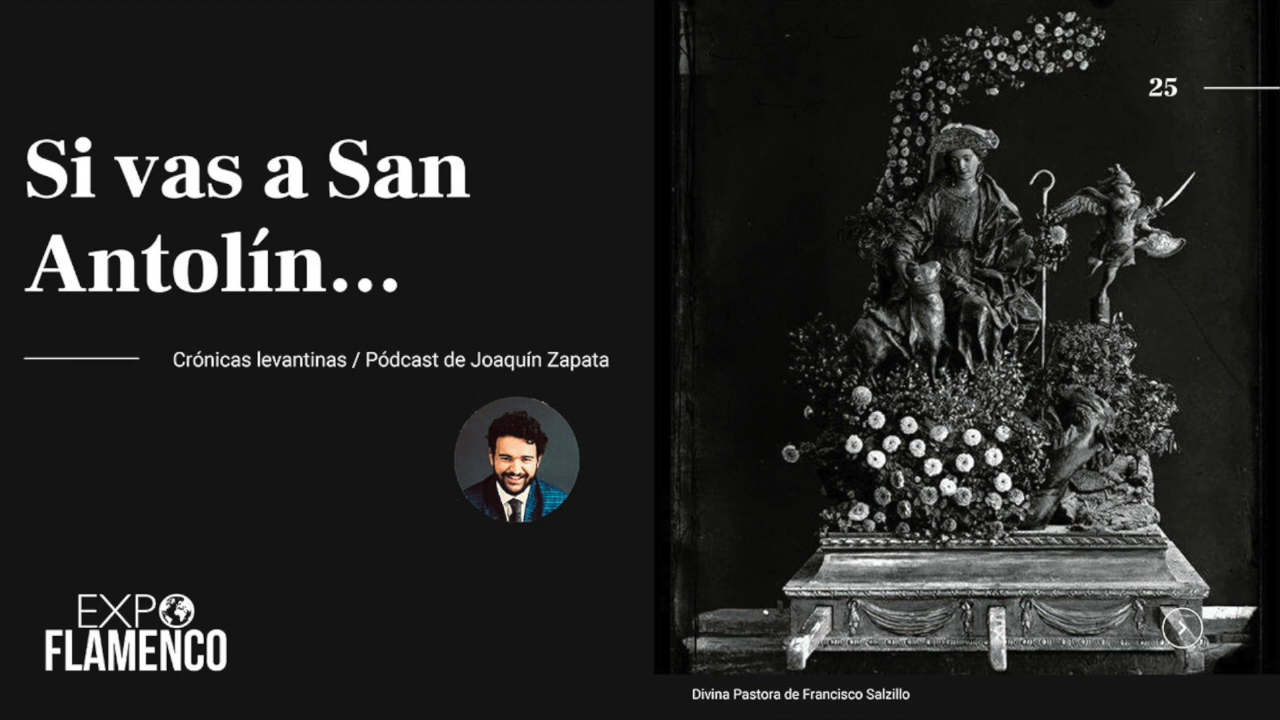 Si vas a San
Antolín...
Crónicas levantinas / Pódcast de Joaquín Zapata
EXPO
FLAMENCO
25
Divina Pastora de Francisco Salzillo